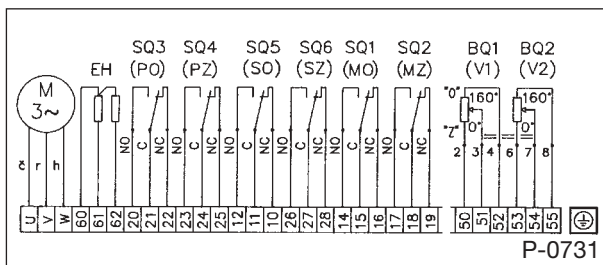 SQ3 SQ4 SQ5 SQ6 SQ1 SQ2 BQ1 BQ2
EH (PO) (PZ) (SO) (SZ) (MO) (MZ) (V1) (V2)
M
3~
"O" 160° 160°
"Z" 0° 0°
NO C NC NO C NC NO C NC NO C NC NO C NC NO C NC
2 3 4 6 7 8
č r h
U V W 60 61 62 20 21 22 23 24 25 12 11 10 26 27 28 14 15 16 17 18 19 50 51 52 53 54 55
P-0731